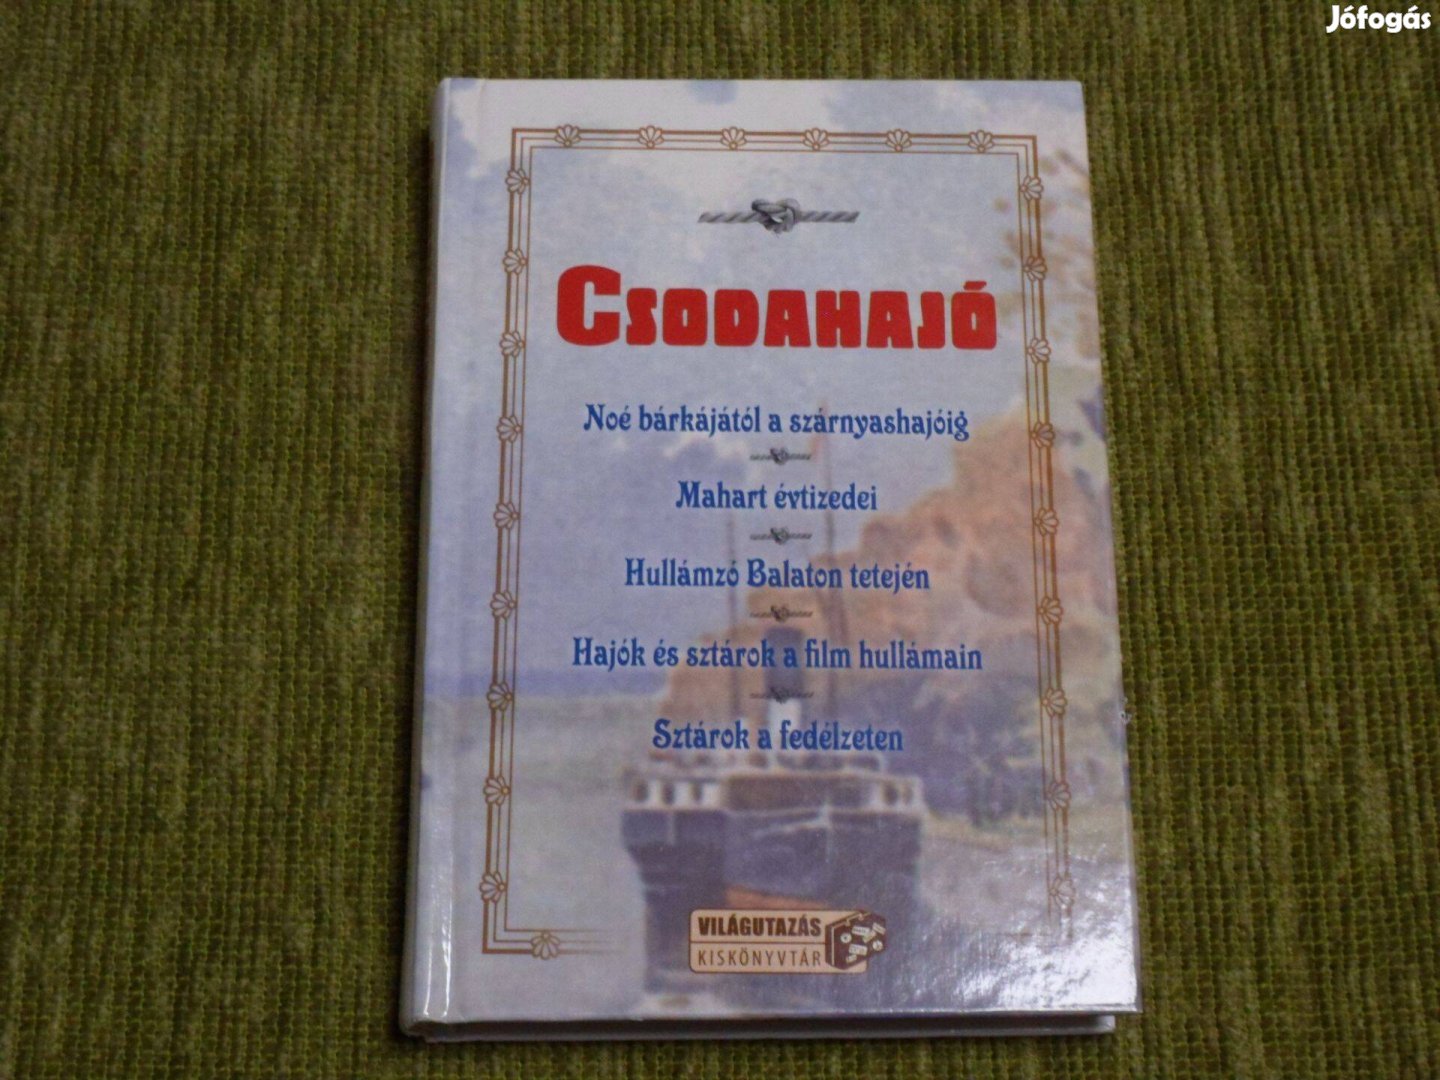 Jófogás
Csodahajó
Noé bárkájától a szárnyashajóig
Mahart évtizedei
Hullámzó Balaton tetején
Hajók és sztárok a film hullámain
Sztárok a fedélzeten
VILÁGUTAZÁS
KISKÖNYVTÁR